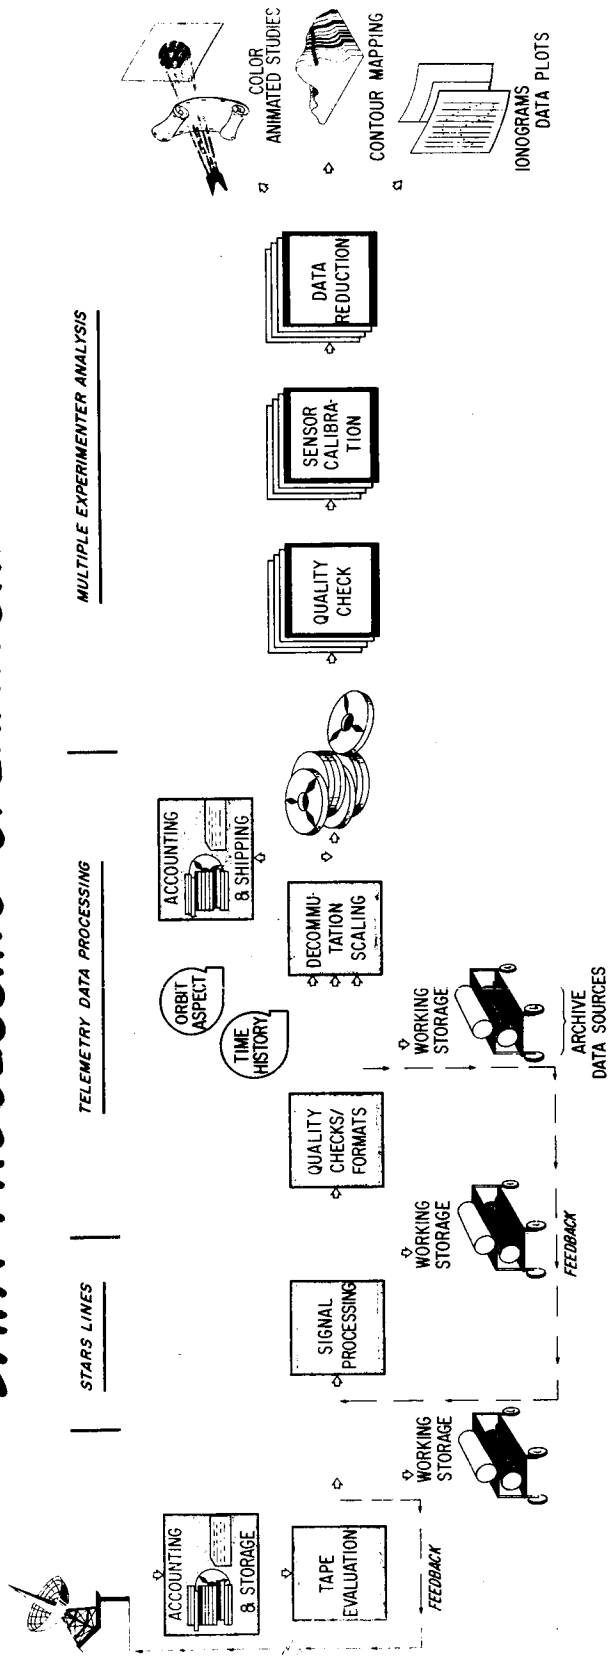 STARS LINES
TELEMETRY DATA PROCESSING
MULTIPLE EXPERIMENTER ANALYSIS
ACCOUNTING
& STORAGE
TAPE
EVALUATION
FEEDBACK
WORKING
STORAGE
SIGNAL
PROCESSING
WORKING
STORAGE
FEEDBACK
QUALITY
CHECKS/
FORMATS
WORKING
STORAGE
ARCHIVE
DATA SOURCES
TIME
HISTORY
ORBIT
ASPECT
DECOMMU-
TATION
SCALING
ACCOUNTING
& SHIPPING
QUALITY
CHECK
SENSOR
CALIBRA-
TION
DATA
REDUCTION
COLOR
ANIMATED STUDIES
CONTOUR MAPPING
IONOGRAMS
DATA PLOTS